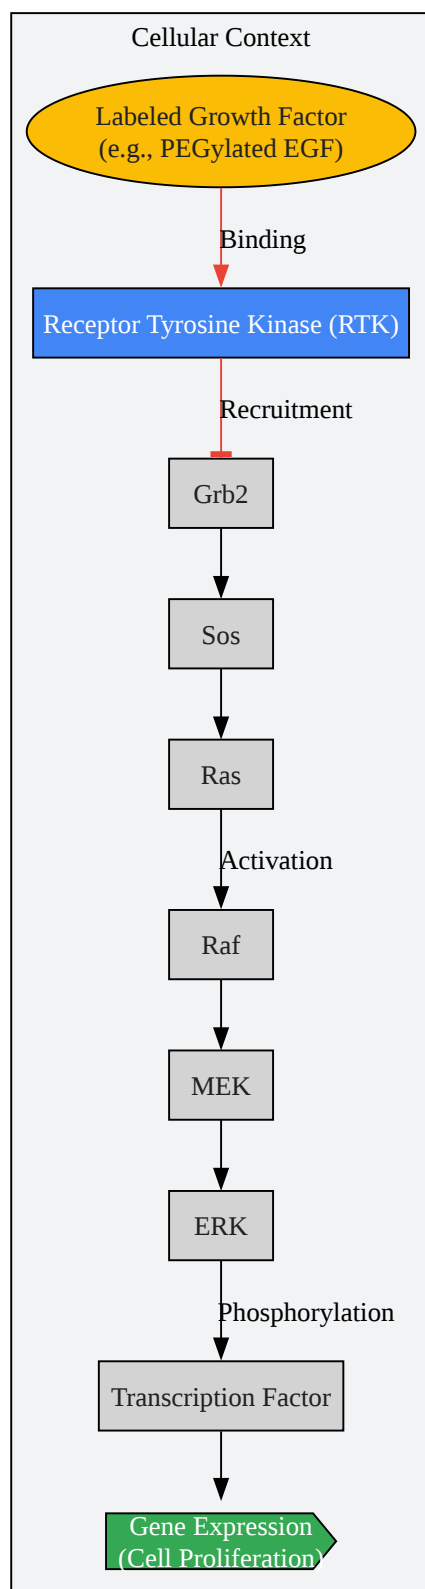 Cellular Context
Labeled Growth Factor
(e.g., PEGylated EGF)
Binding
Receptor Tyrosine Kinase (RTK)
Recruitment
Grb2
Sos
Ras
Activation
Raf
MEK
ERK
Phosphorylation
Transcription Factor
Gene Expression
(Cell Proliferation)